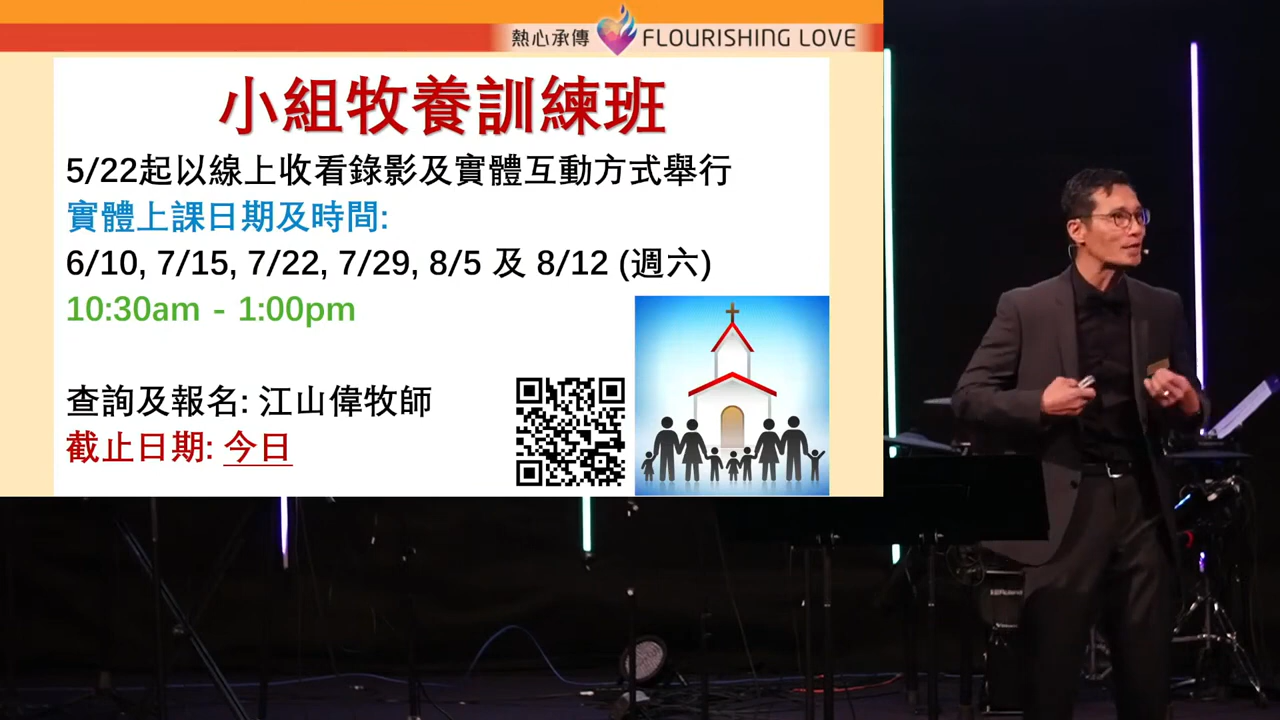 熱心承傳 FLOURISHING LOVE
小組牧養訓練班
5/22起以線上收看錄影及實體互動方式舉行
實體上課日期及時間:
6/10, 7/15, 7/22, 7/29, 8/5 及 8/12 (週六)
10:30am - 1:00pm
查詢及報名: 江山偉牧師
截止日期: 今日
Roland